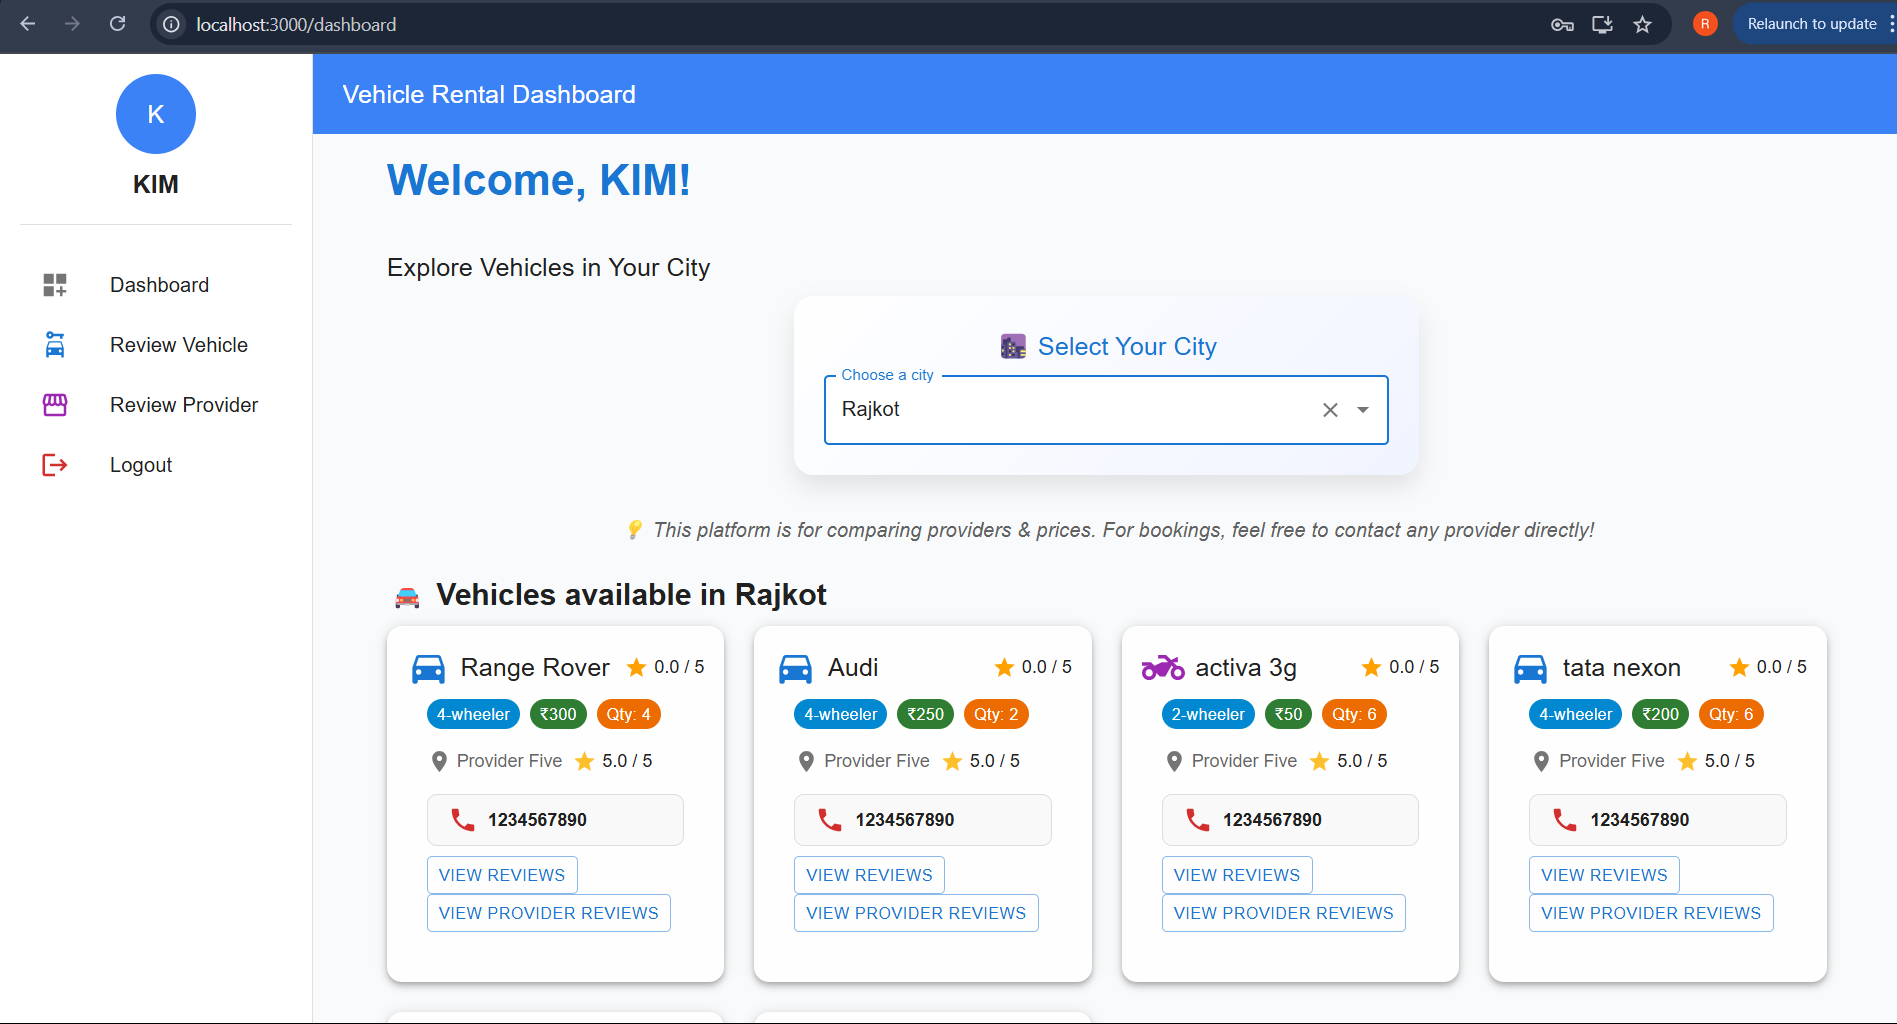 localhost:3000/dashboard
R
Relaunch to update
K
KIM
Dashboard
Review Vehicle
Review Provider
Logout
Vehicle Rental Dashboard
Welcome, KIM!
Explore Vehicles in Your City
Select Your City
Choose a city
Rajkot
This platform is for comparing providers & prices. For bookings, feel free to contact any provider directly!
Vehicles available in Rajkot
Range Rover 0.0 / 5
4-wheeler ₹300 Qty: 4
Provider Five 5.0 / 5
1234567890
VIEW REVIEWS
VIEW PROVIDER REVIEWS
Audi 0.0 / 5
4-wheeler ₹250 Qty: 2
Provider Five 5.0 / 5
1234567890
VIEW REVIEWS
VIEW PROVIDER REVIEWS
activa 3g 0.0 / 5
2-wheeler ₹50 Qty: 6
Provider Five 5.0 / 5
1234567890
VIEW REVIEWS
VIEW PROVIDER REVIEWS
tata nexon 0.0 / 5
4-wheeler ₹200 Qty: 6
Provider Five 5.0 / 5
1234567890
VIEW REVIEWS
VIEW PROVIDER REVIEWS